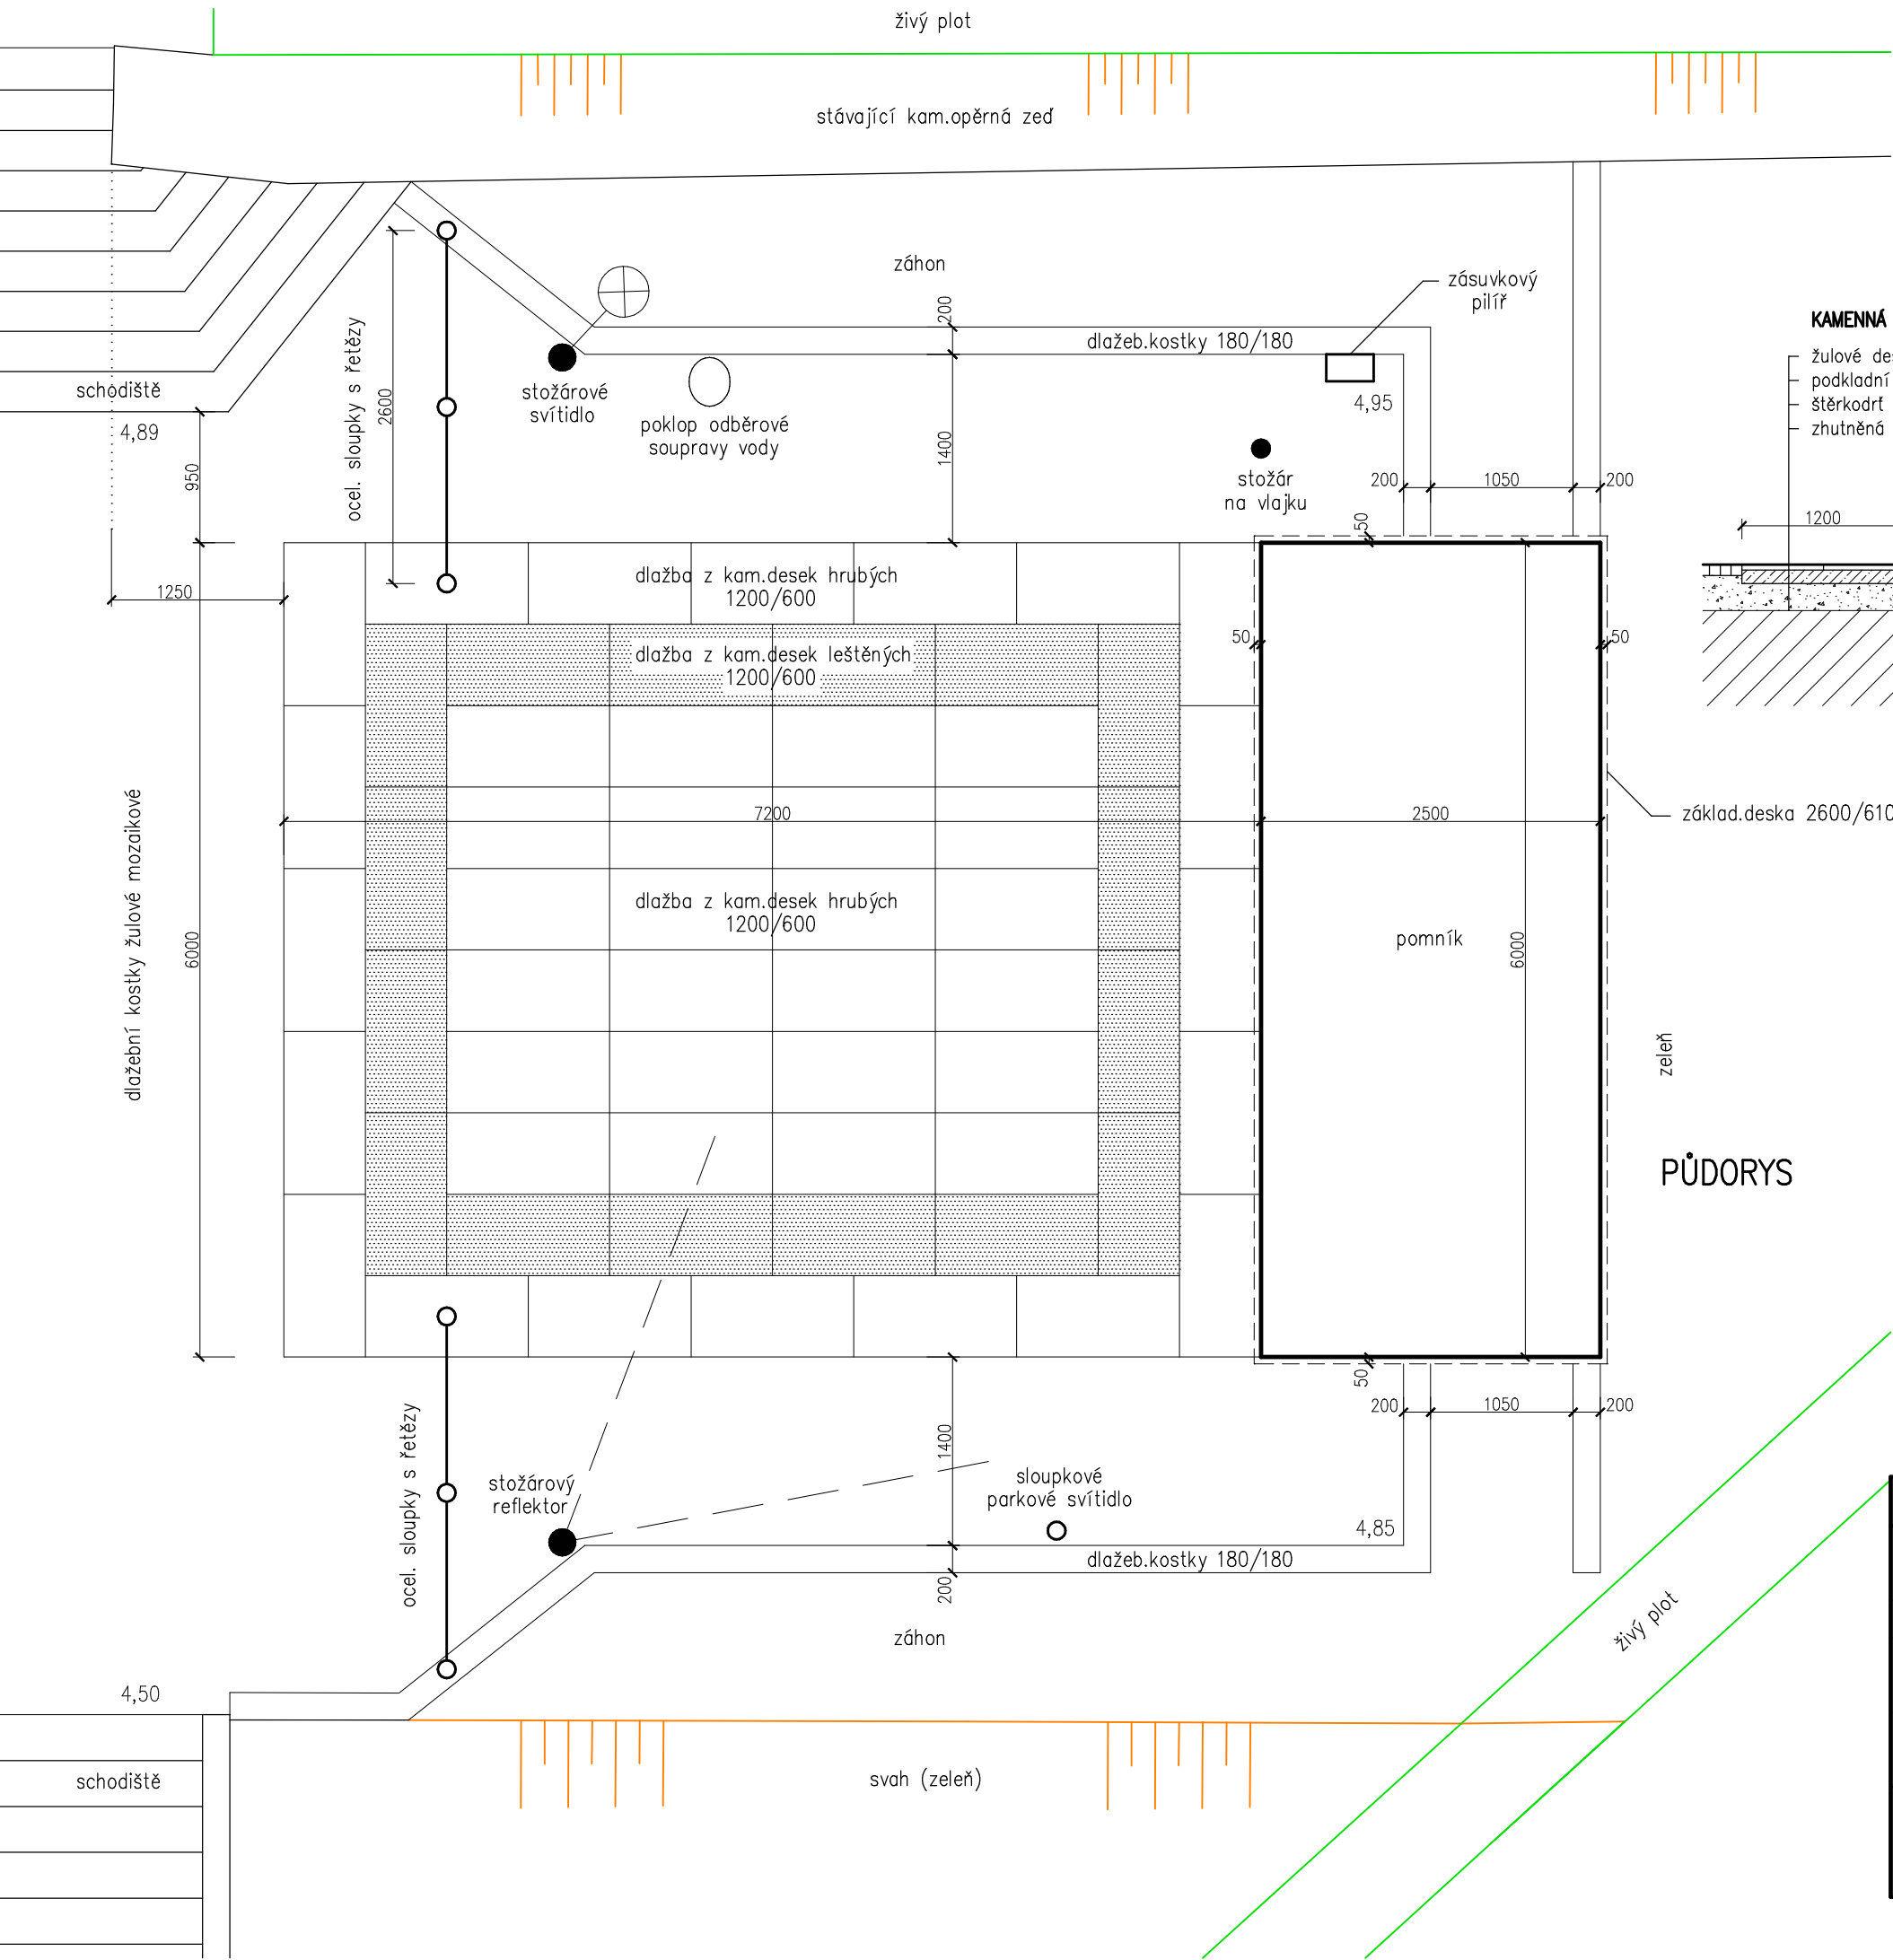 živý plot
stávající kam.opěrná zeď
záhon
zásuvkový
pilíř
200
dlažeb.kostky 180/180
KAMENNÁ
žulové
podkladní
štěrkodrť
zhutněná
ocel. sloupky s řetězy
2600
stožárové
svítidlo
poklop odběrové
soupravy vody
1400
4,95
schodiště
4,89
950
stožár
na vlajku
200
1050
200
50
1200
1250
dlažba z kam.desek hrubých
1200/600
dlažba z kam.desek leštěných
1200/600
50
50
dlažební kostky žulové mozaikové
6000
7200
2500
základ.deska
dlažba z kam.desek hrubých
1200/600
pomník
6000
zeleň
PŮDORYS
50
200
1050
200
ocel. sloupky s řetězy
1400
stožárový
reflektor
sloupkové
parkové svítidlo
4,85
dlažeb.kostky 180/180
200
záhon
živý plot
4,50
schodiště
svah (zeleň)